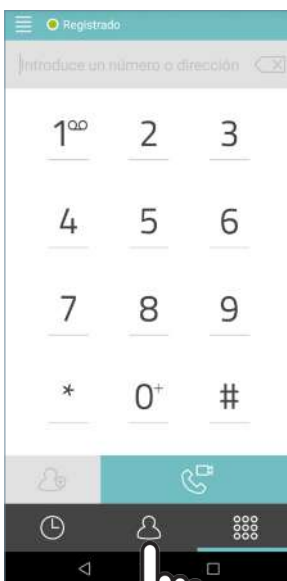 Registrado
Introduce un número o dirección
1 2 3
4 5 6
7 8 9
* 0+ #